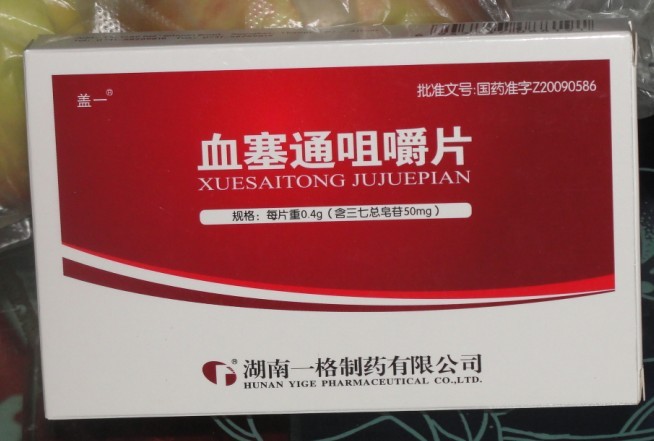 盖一®
批准文号:国药准字Z20090586
血塞通咀嚼片
XUESAITONG JUJUEPIAN
规格：每片重0.4g（含三七总皂苷50mg）
®
湖南一格制药有限公司
HUNAN YIGE PHARMACEUTICAL CO.,LTD.